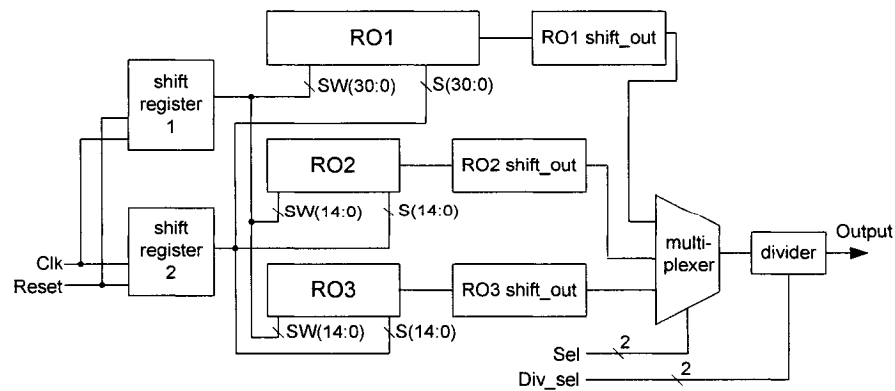 RO1
RO1 shift_out
shift
register
1
SW(30:0)
S(30:0)
RO2
RO2 shift_out
SW(14:0)
S(14:0)
shift
register
2
multi-
plexer
divider
Output
Clk
Reset
RO3
RO3 shift_out
SW(14:0)
S(14:0)
Sel
2
Div_sel
2